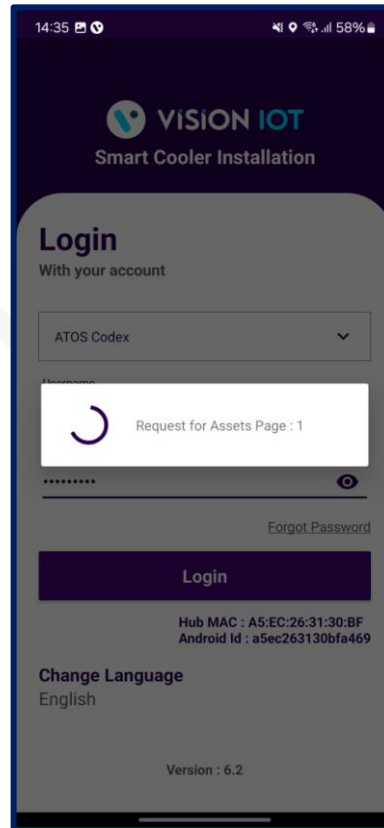 14:35 58%
VISION IOT
Smart Cooler Installation
Login
With your account
ATOS Codex
Username
Request for Assets Page : 1
•••••••••
Forgot Password
Login
Hub MAC : A5:EC:26:31:30:BF
Android Id : a5ec263130bfa469
Change Language
English
Version : 6.2